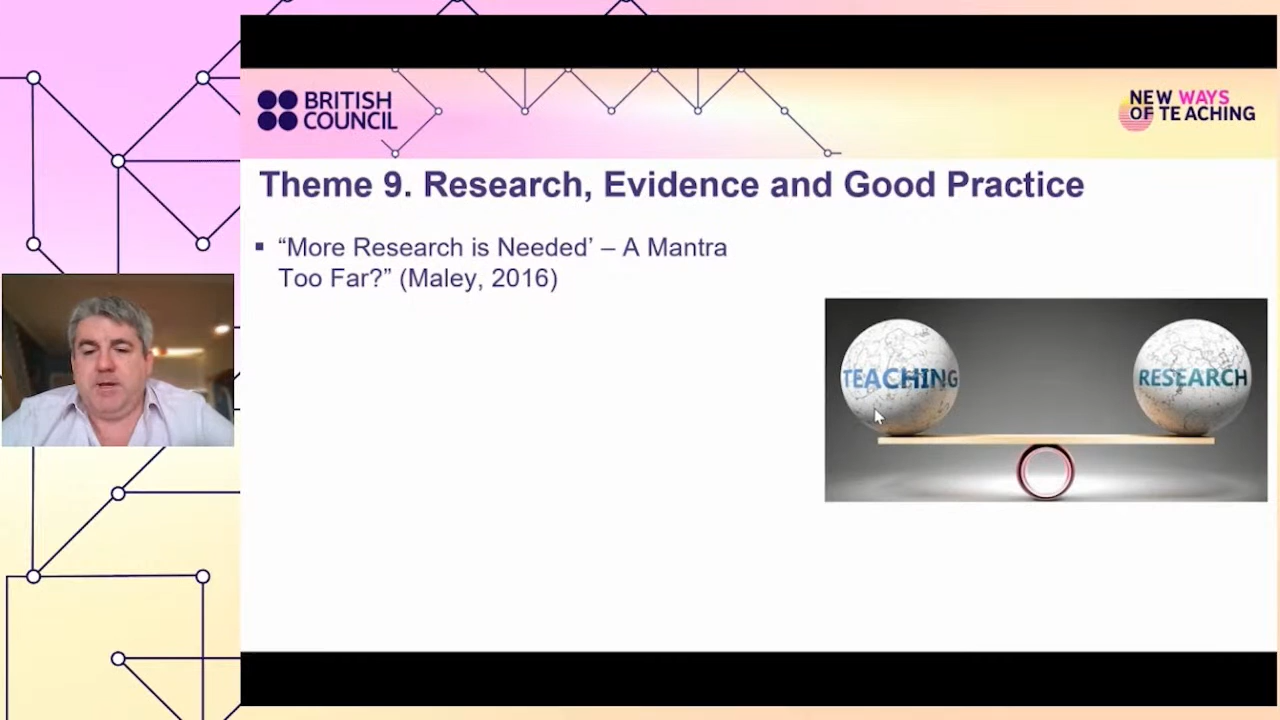 BRITISH
COUNCIL
NEW WAYS
OF TEACHING
Theme 9. Research, Evidence and Good Practice
“More Research is Needed’ – A Mantra
Too Far?” (Maley, 2016)
TEACHING
RESEARCH